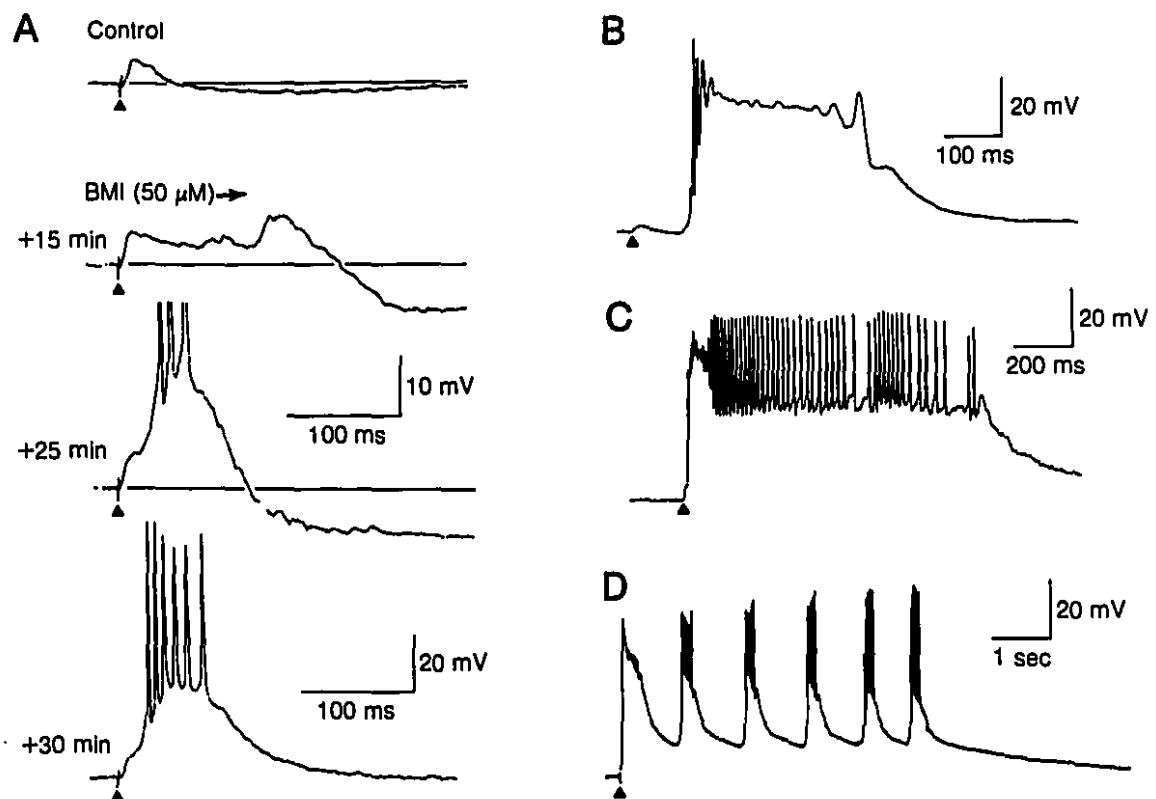 A
Control
BMI (50 μM)
+15 min
10 mV
100 ms
+25 min
20 mV
100 ms
+30 min
B
20 mV
100 ms
C
20 mV
200 ms
D
20 mV
1 sec